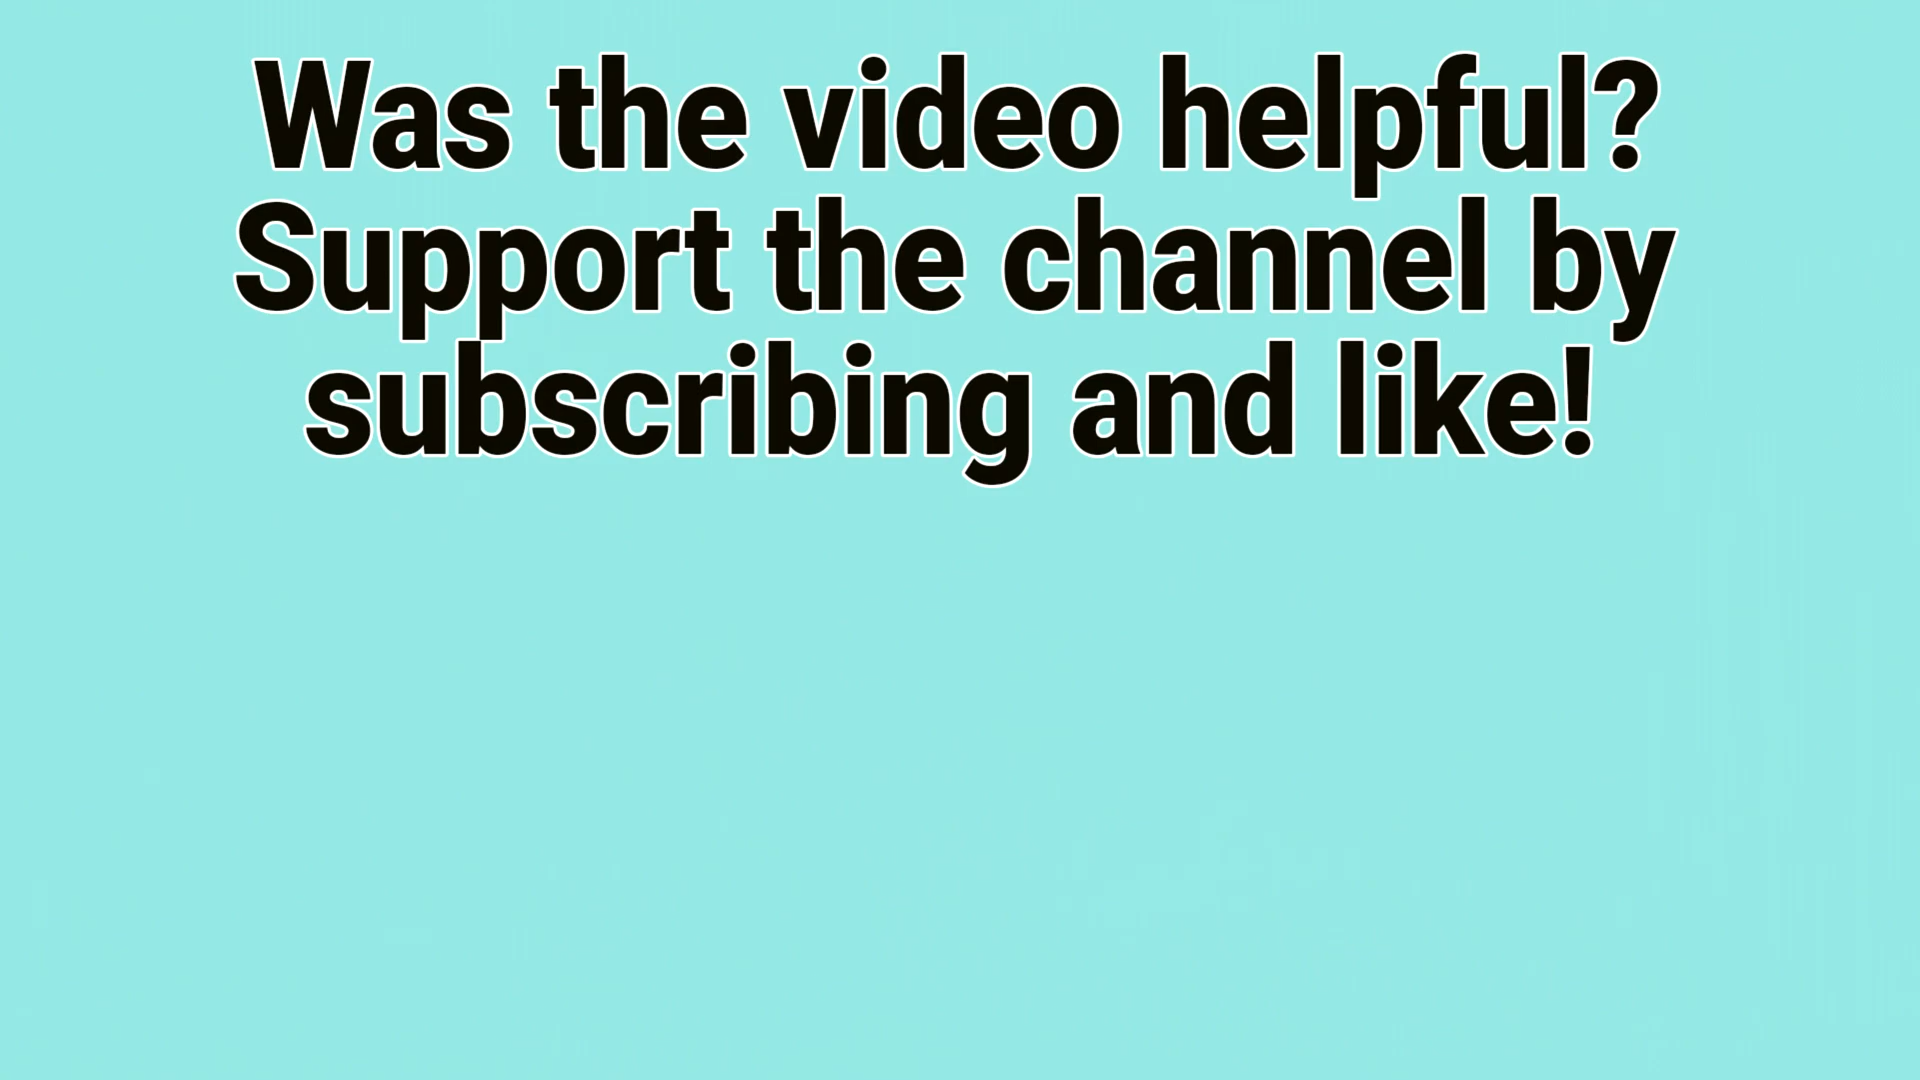 Was the video helpful?
Support the channel by
subscribing and like!